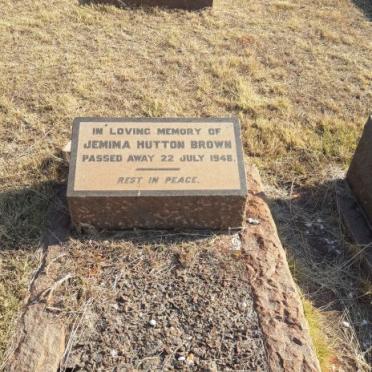 IN LOVING MEMORY OF
JEMIMA HUTTON BROWN
PASSED AWAY 22 JULY 1948.
REST IN PEACE.